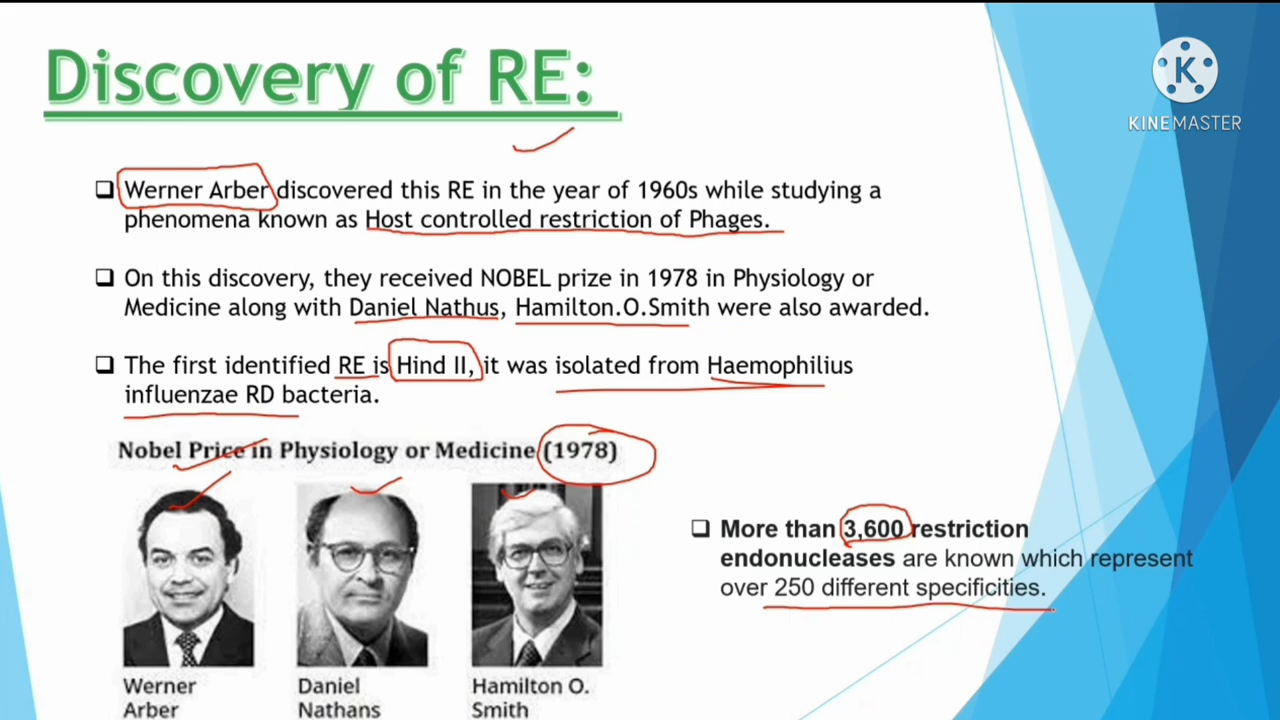 Discovery of RE:
K
KINEMASTER
Werner Arber discovered this RE in the year of 1960s while studying a
phenomena known as Host controlled restriction of Phages.
On this discovery, they received NOBEL prize in 1978 in Physiology or
Medicine along with Daniel Nathus, Hamilton.O.Smith were also awarded.
The first identified RE is Hind II, it was isolated from Haemophilius
influenzae RD bacteria.
Nobel Price in Physiology or Medicine (1978)
More than 3,600 restriction
endonucleases are known which represent
over 250 different specificities.
Werner
Arber
Daniel
Nathans
Hamilton O.
Smith